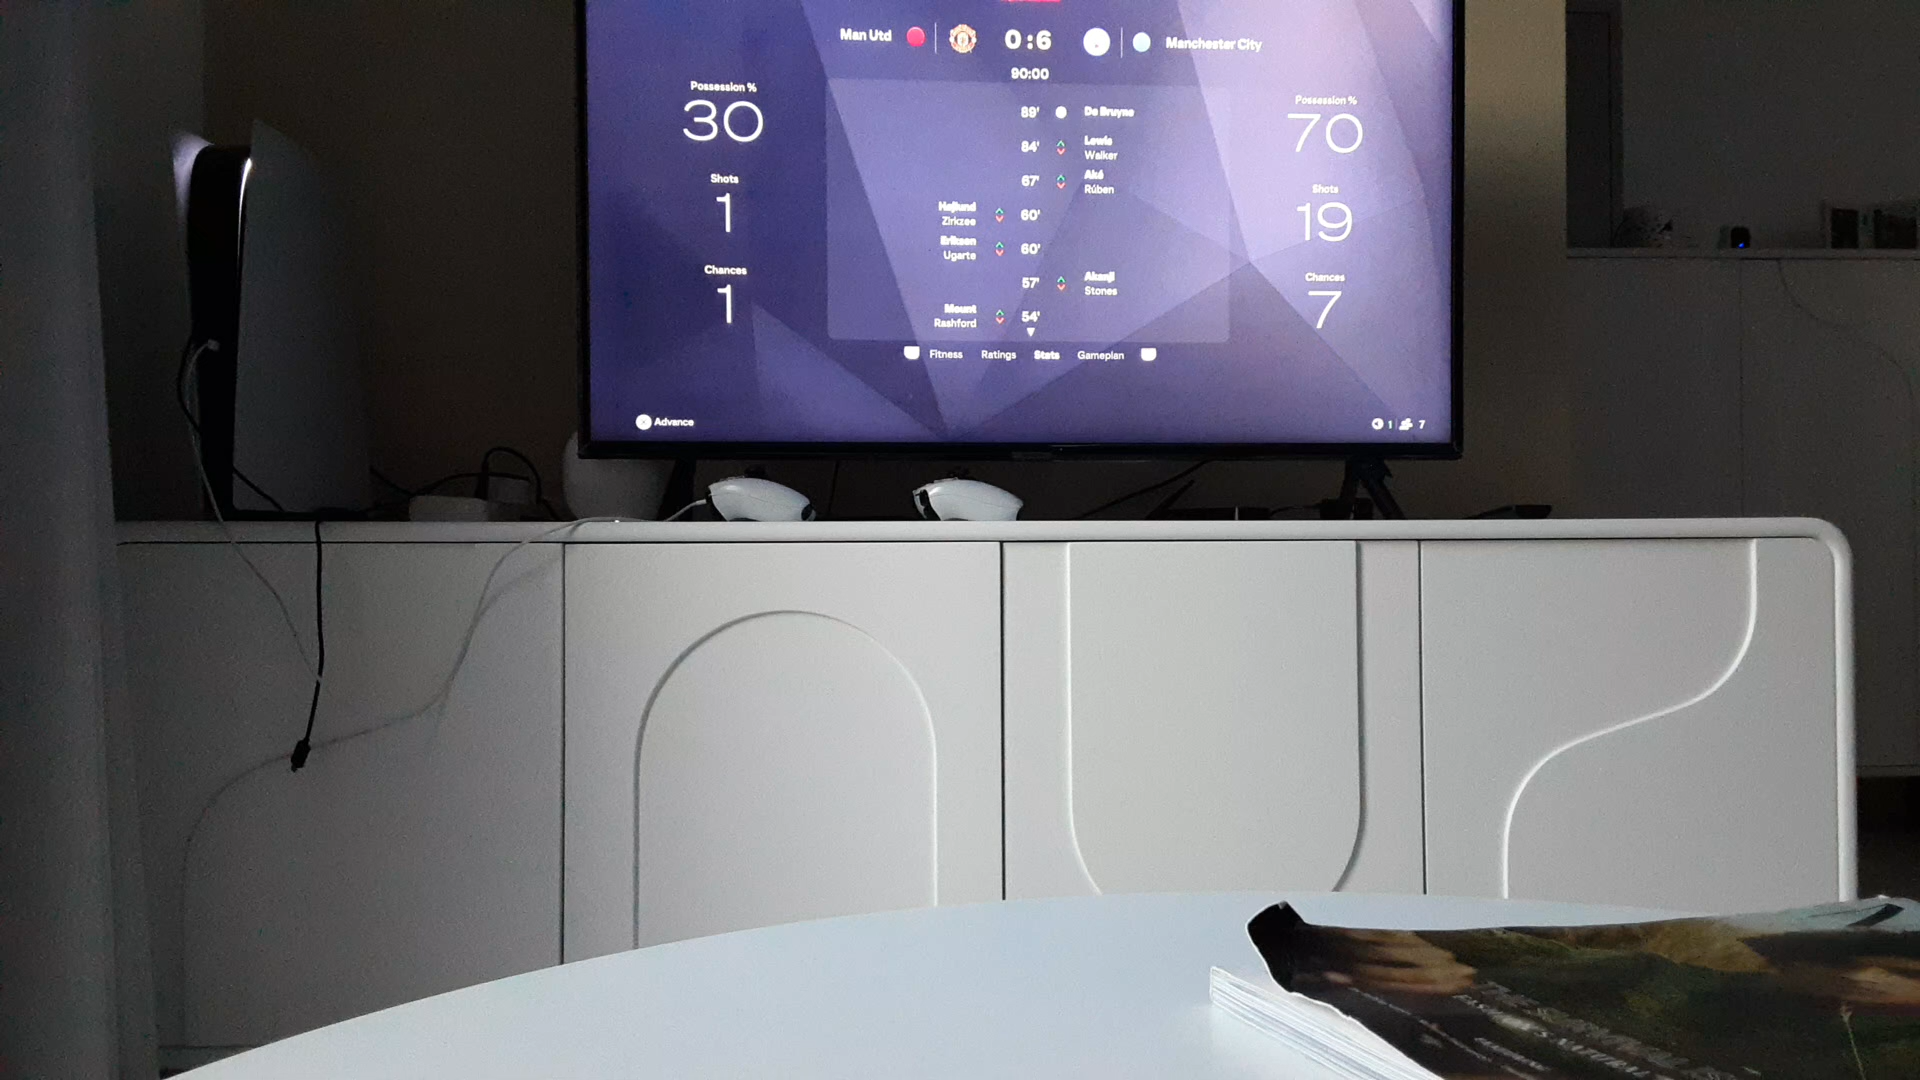 Man Utd 0 : 6 Manchester City
90:00
Possession %
30
Shots
1
Chances
1
89' De Bruyne
84' Lewis
Walker
67' Aké
Rúben
Højlund
Zirkzee 60'
Eriksen
Ugarte 60'
57' Akanji
Stones
Mount
Rashford 54'
Possession %
70
Shots
19
Chances
7
Fitness Ratings Stats Gameplan
Advance
1 7